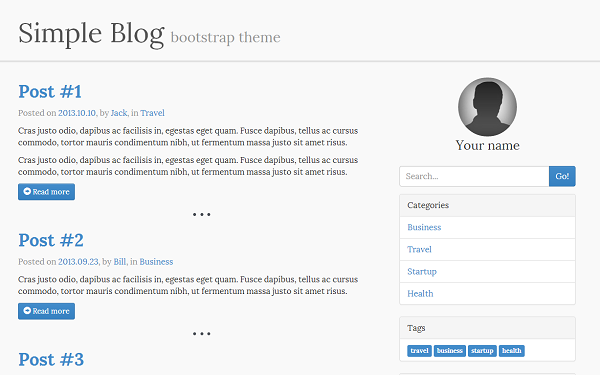 Simple Blog bootstrap theme
Post #1
Posted on 2013.10.10, by Jack, in Travel
Cras justo odio, dapibus ac facilisis in, egestas eget quam. Fusce dapibus, tellus ac cursus
commodo, tortor mauris condimentum nibh, ut fermentum massa justo sit amet risus.
Cras justo odio, dapibus ac facilisis in, egestas eget quam. Fusce dapibus, tellus ac cursus
commodo, tortor mauris condimentum nibh, ut fermentum massa justo sit amet risus.
Read more
Post #2
Posted on 2013.09.23, by Bill, in Business
Cras justo odio, dapibus ac facilisis in, egestas eget quam. Fusce dapibus, tellus ac cursus
commodo, tortor mauris condimentum nibh, ut fermentum massa justo sit amet risus.
Read more
Post #3
Your name
Search... Go!
Categories
Business
Travel
Startup
Health
Tags
travel business startup health